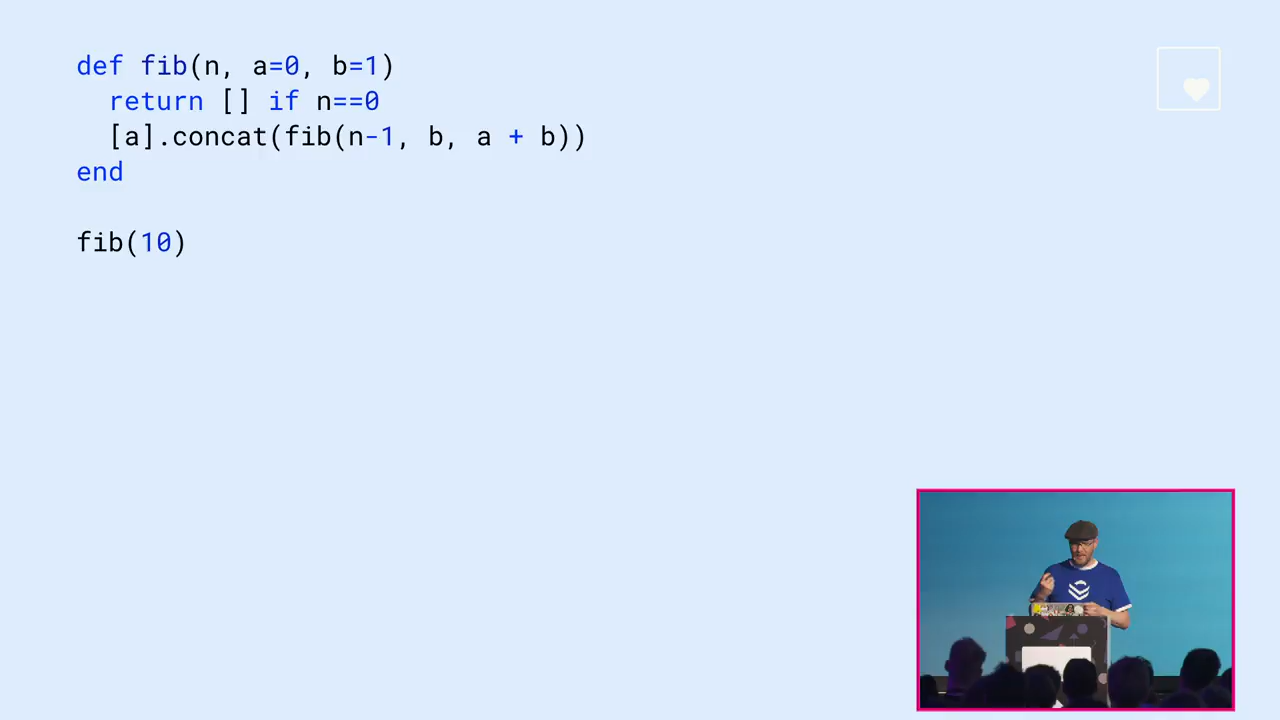 def fib(n, a=0, b=1)
  return [] if n==0
  [a].concat(fib(n-1, b, a + b))
end
fib(10)